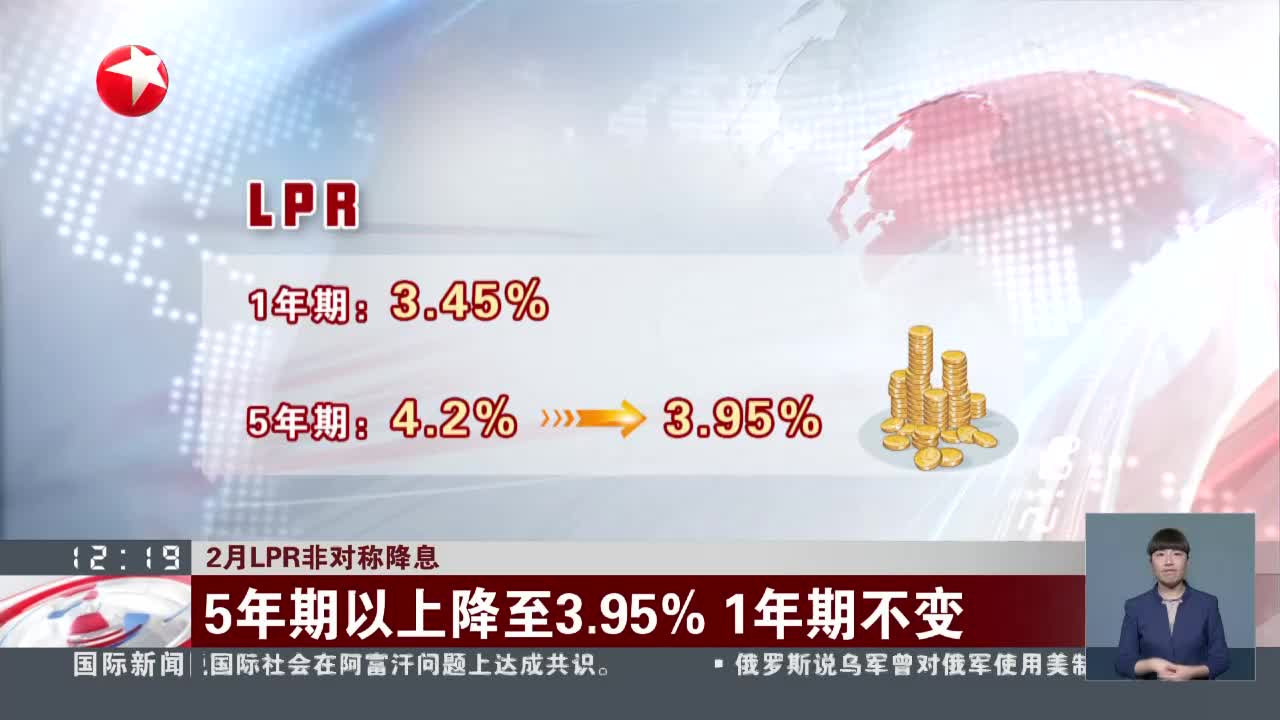 LPR
1年期：3.45%
5年期：4.2% 3.95%
12:19 2月LPR非对称降息
5年期以上降至3.95% 1年期不变
国际新闻 国际社会在阿富汗问题上达成共识。 ▪ 俄罗斯说乌军曾对俄军使用美制